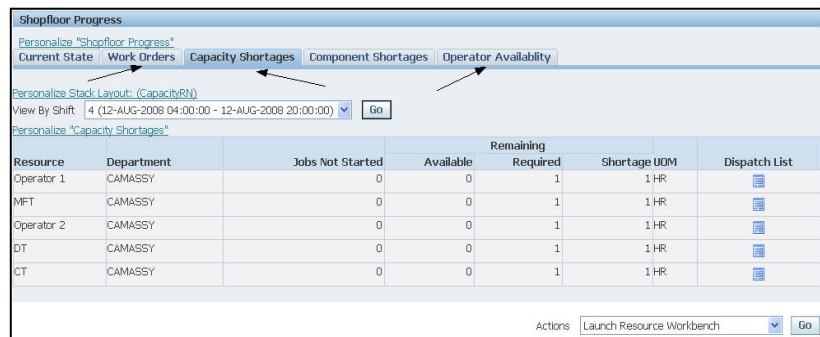 Shopfloor Progress
Personalize "Shopfloor Progress"
Current State Work Orders Capacity Shortages Component Shortages Operator Availablity
Personalize Stack Layout: (CapacityRN)
View By Shift 4 (12-AUG-2008 04:00:00 - 12-AUG-2008 20:00:00) Go
Personalize "Capacity Shortages"
Remaining
Resource Department Jobs Not Started Available Required Shortage UOM Dispatch List
Operator 1 CAMASSY 0 0 1 1 HR
MFT CAMASSY 0 0 1 1 HR
Operator 2 CAMASSY 0 0 1 1 HR
DT CAMASSY 0 0 1 1 HR
CT CAMASSY 0 0 1 1 HR
Actions Launch Resource Workbench Go